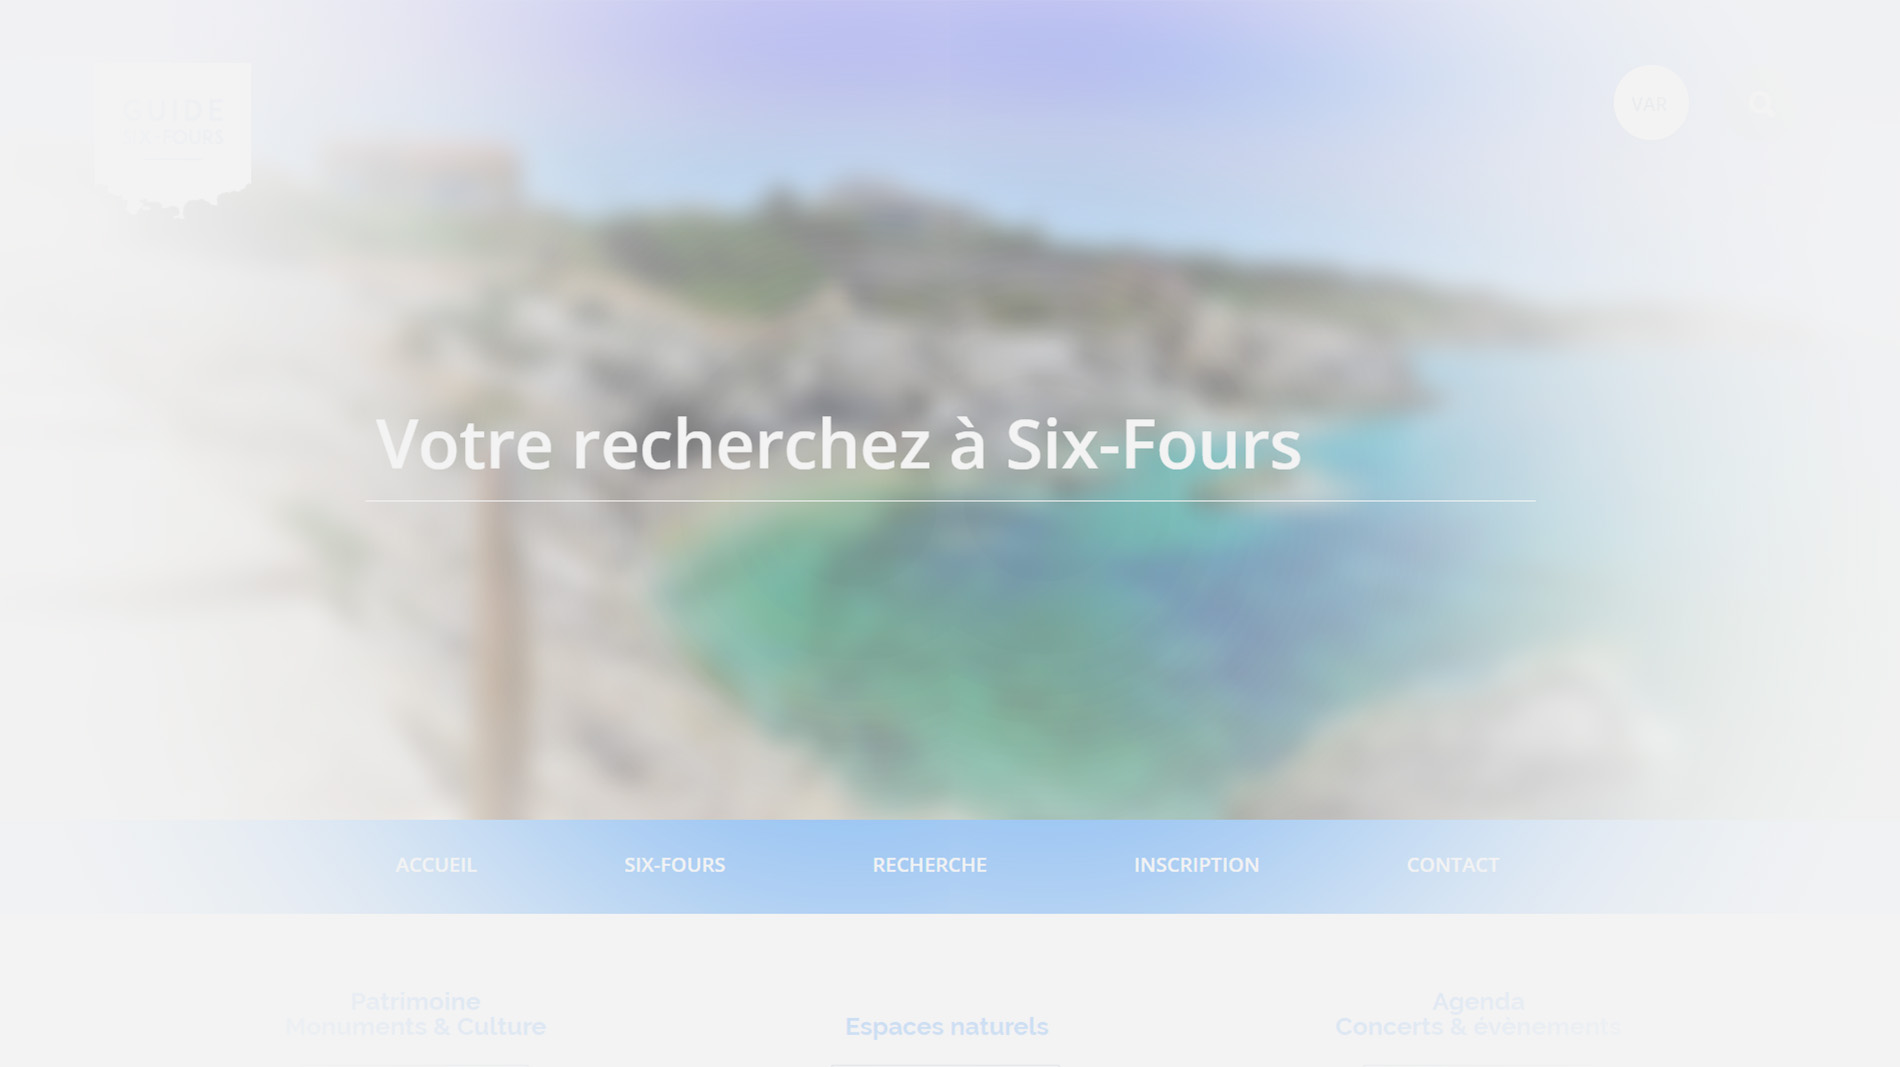 GUIDE
SIX-FOURS
VAR
Votre recherchez à Six-Fours
ACCUEIL
SIX-FOURS
RECHERCHE
INSCRIPTION
CONTACT
Patrimoine
Monuments & Culture
Espaces naturels
Agenda
Concerts & évènements